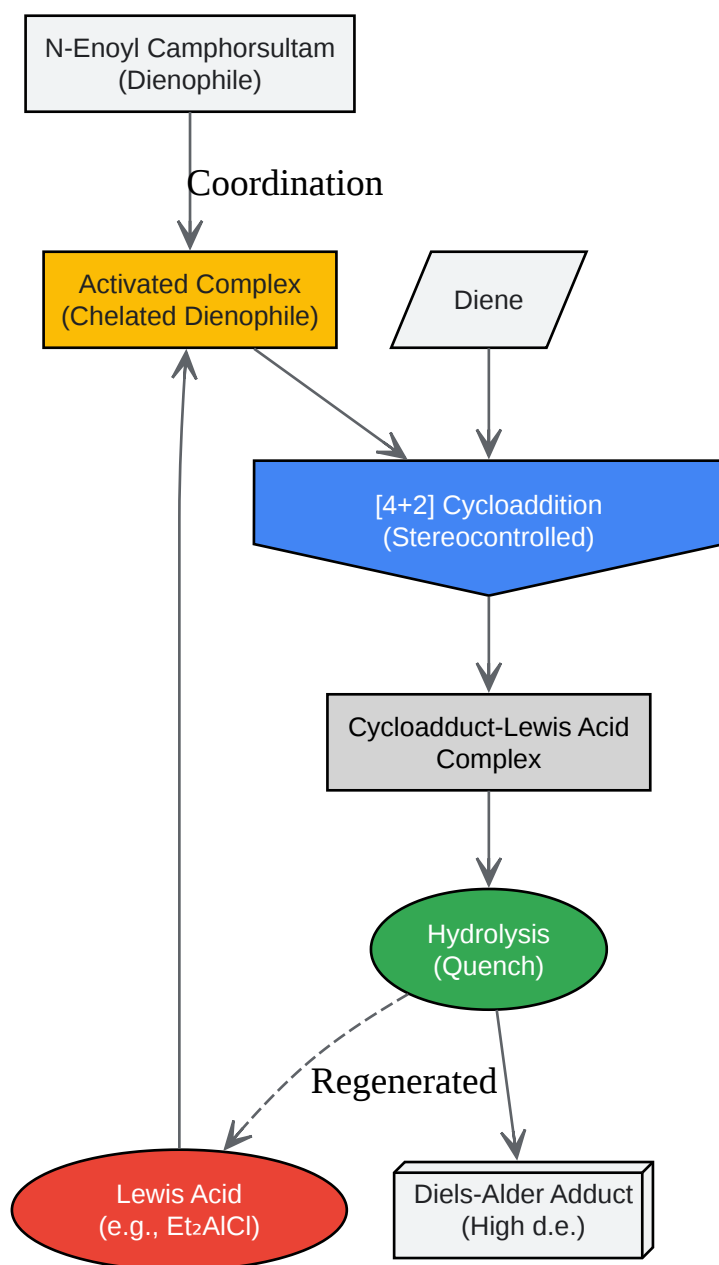 N-Enoyl Camphorsultam
(Dienophile)
Coordination
Activated Complex
(Chelated Dienophile)
Diene
[4+2] Cycloaddition
(Stereocontrolled)
Cycloadduct-Lewis Acid
Complex
Hydrolysis
(Quench)
Regenerated
Lewis Acid
(e.g., Et₂AlCl)
Diels-Alder Adduct
(High d.e.)